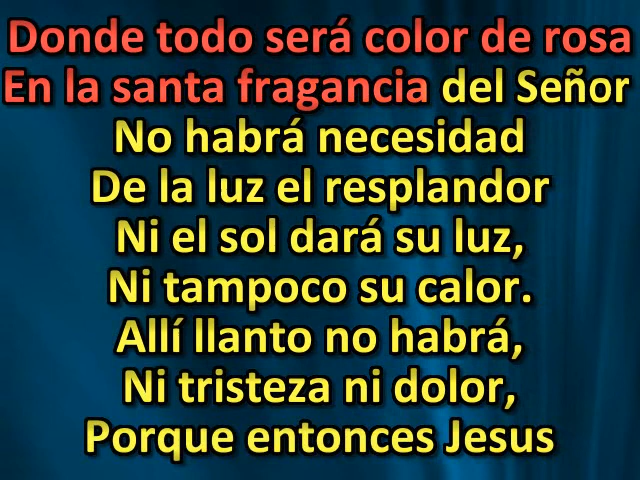 Donde todo será color de rosa
En la santa fragancia del Señor
No habrá necesidad
De la luz el resplandor
Ni el sol dará su luz,
Ni tampoco su calor.
Allí llanto no habrá,
Ni tristeza ni dolor,
Porque entonces Jesus